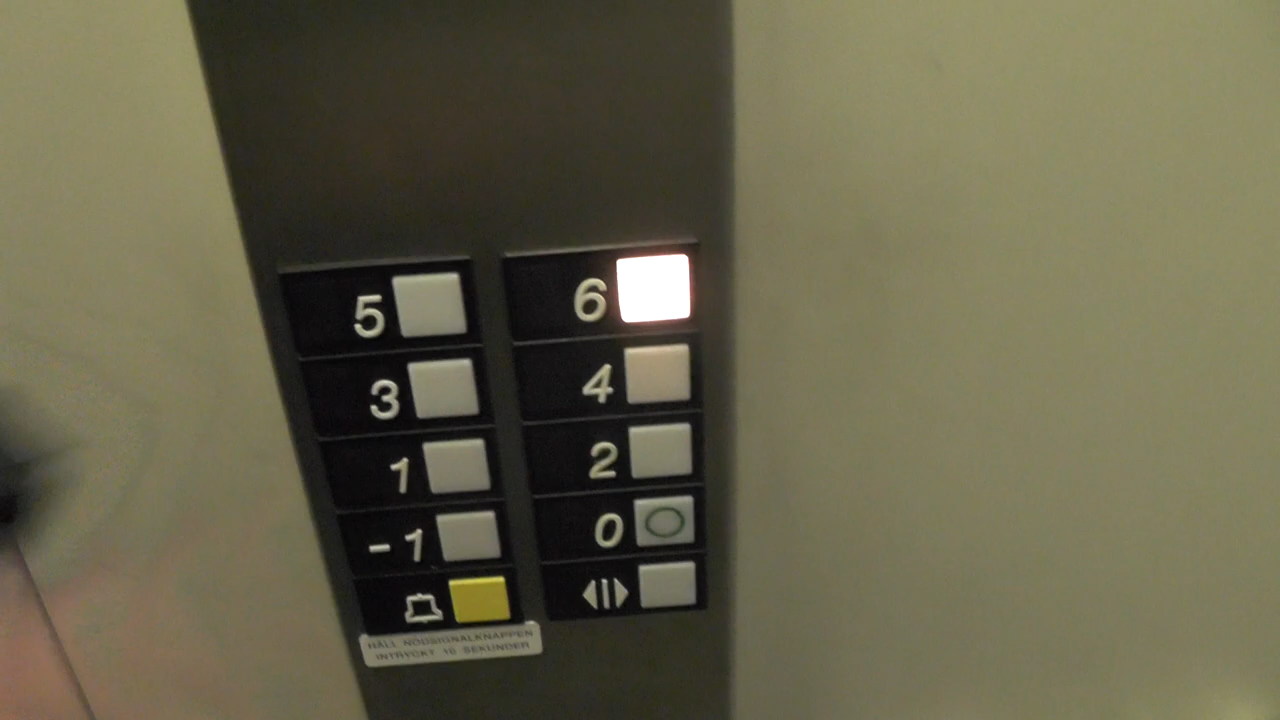 5 6
3 4
1 2
-1 0
HÅLL NÖDSIGNALKNAPPEN
INTRYCKT 10 SEKUNDER